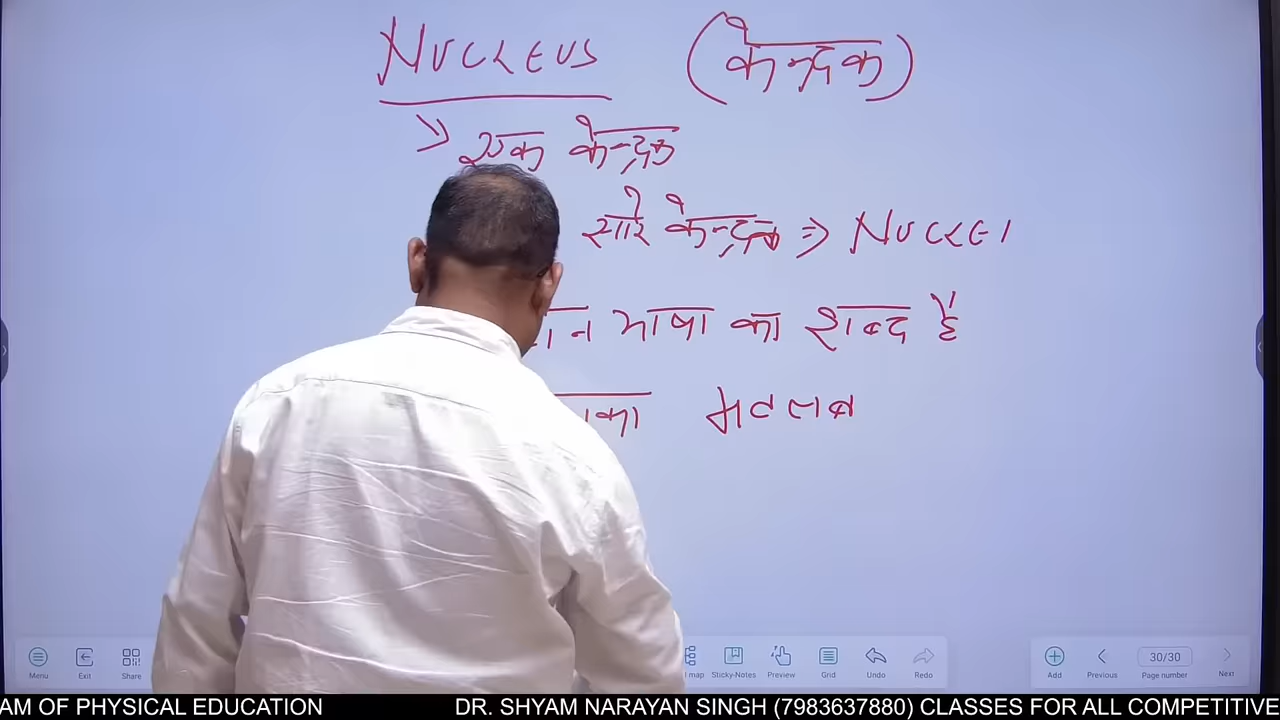 NUCLEUS (केन्द्रक)
⇒ एक केन्द्रक
सारे केन्द्रक ⇒ NUCLEI
भाषा का शब्द है
मतलब
Menu Exit Share Sticky-Notes Preview Grid Undo Redo Add Previous 30/30 Page number Next
AM OF PHYSICAL EDUCATION DR. SHYAM NARAYAN SINGH (7983637880) CLASSES FOR ALL COMPETITIVE